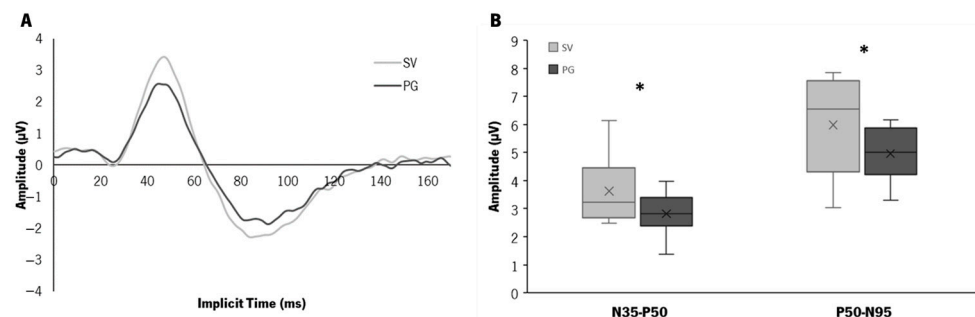 A
Amplitude (µV)
4
3
2
1
0
−1
−2
−3
−4
0
20
40
60
80
100
120
140
160
SV
PG
Implicit Time (ms)
B
Amplitude (µV)
9
8
7
6
5
4
3
2
1
0
SV
PG
*
*
N35-P50
P50-N95